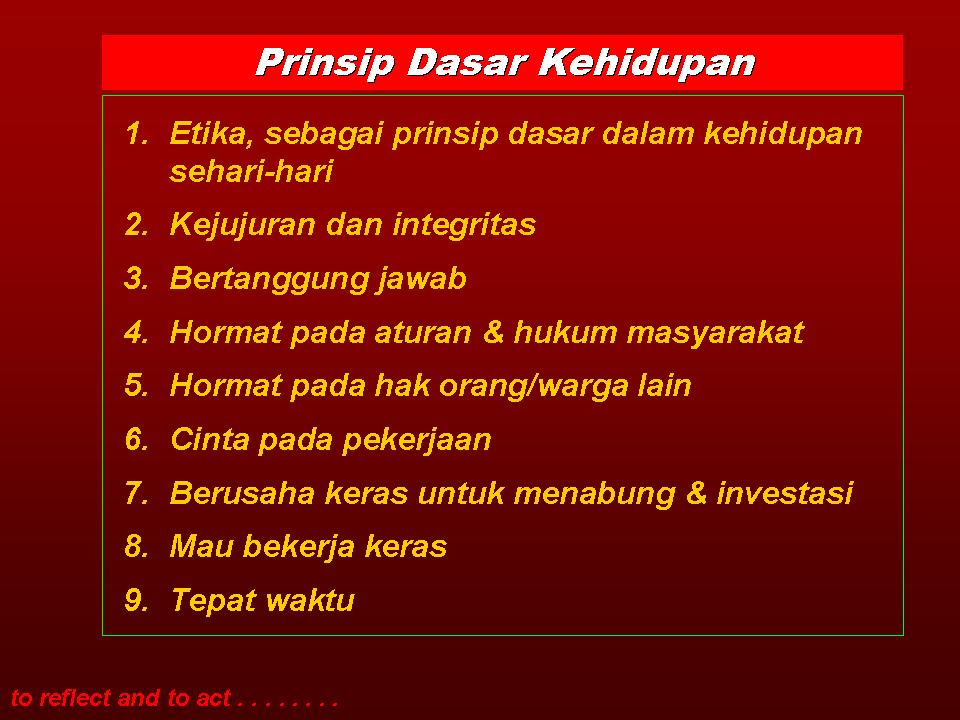 Prinsip Dasar Kehidupan
1. Etika, sebagai prinsip dasar dalam kehidupan
sehari-hari
2. Kejujuran dan integritas
3. Bertanggung jawab
4. Hormat pada aturan & hukum masyarakat
5. Hormat pada hak orang/warga lain
6. Cinta pada pekerjaan
7. Berusaha keras untuk menabung & investasi
8. Mau bekerja keras
9. Tepat waktu
to reflect and to act . . . . . . . .